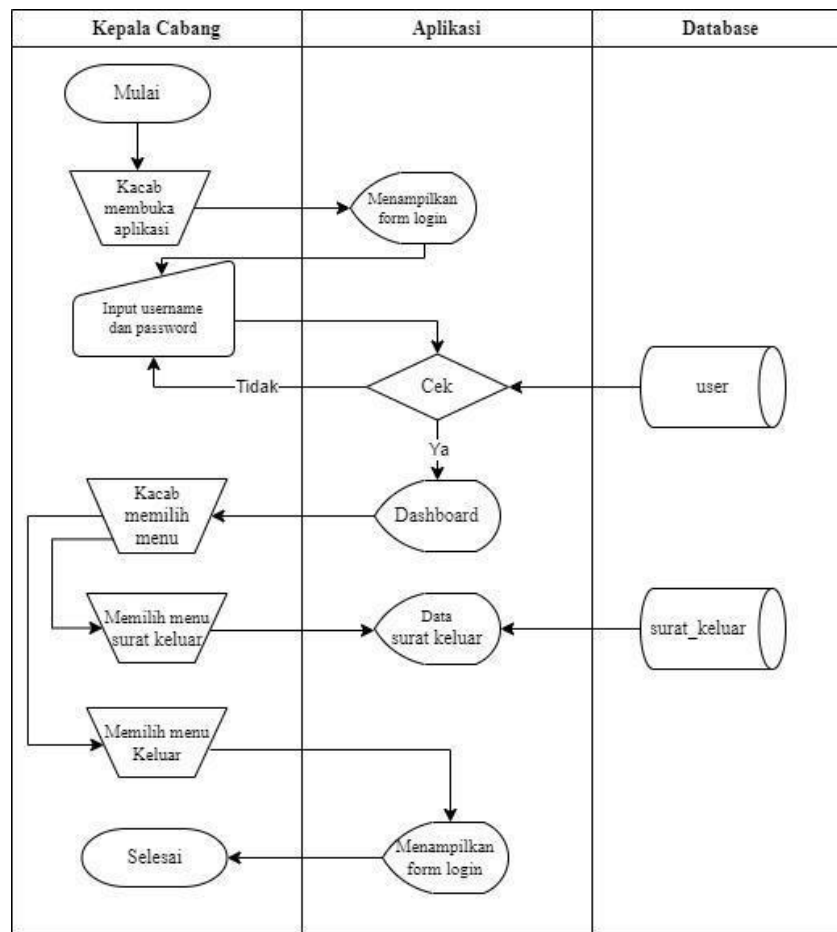 Kepala Cabang
Aplikasi
Database
Mulai
Kacab
membuka
aplikasi
Menampilkan
form login
Input username
dan password
Tidak
Cek
user
Ya
Kacab
memilih
menu
Dashboard
Memilih menu
surat keluar
Data
surat keluar
surat_keluar
Memilih menu
Keluar
Selesai
Menampilkan
form login